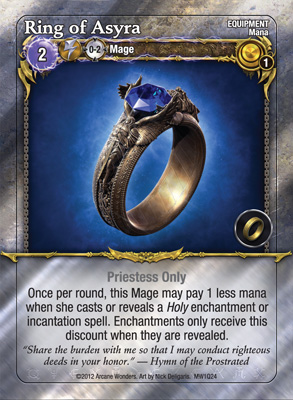 Ring of Asyra
EQUIPMENT
Mana
2
0-2
Mage
1
Priestess Only
Once per round, this Mage may pay 1 less mana
when she casts or reveals a Holy enchantment or
incantation spell. Enchantments only receive this
discount when they are revealed.
“Share the burden with me so that I may conduct righteous
deeds in your honor.” — Hymn of the Prostrated
©2012 Arcane Wonders. Art by Nick Deligaris. MW1Q24